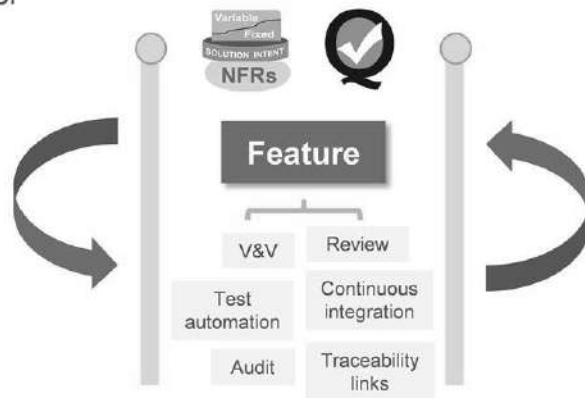 Variable
Fixed
SOLUTION INTENT
NFRs
Q
Feature
V&V
Review
Test
automation
Continuous
integration
Audit
Traceability
links